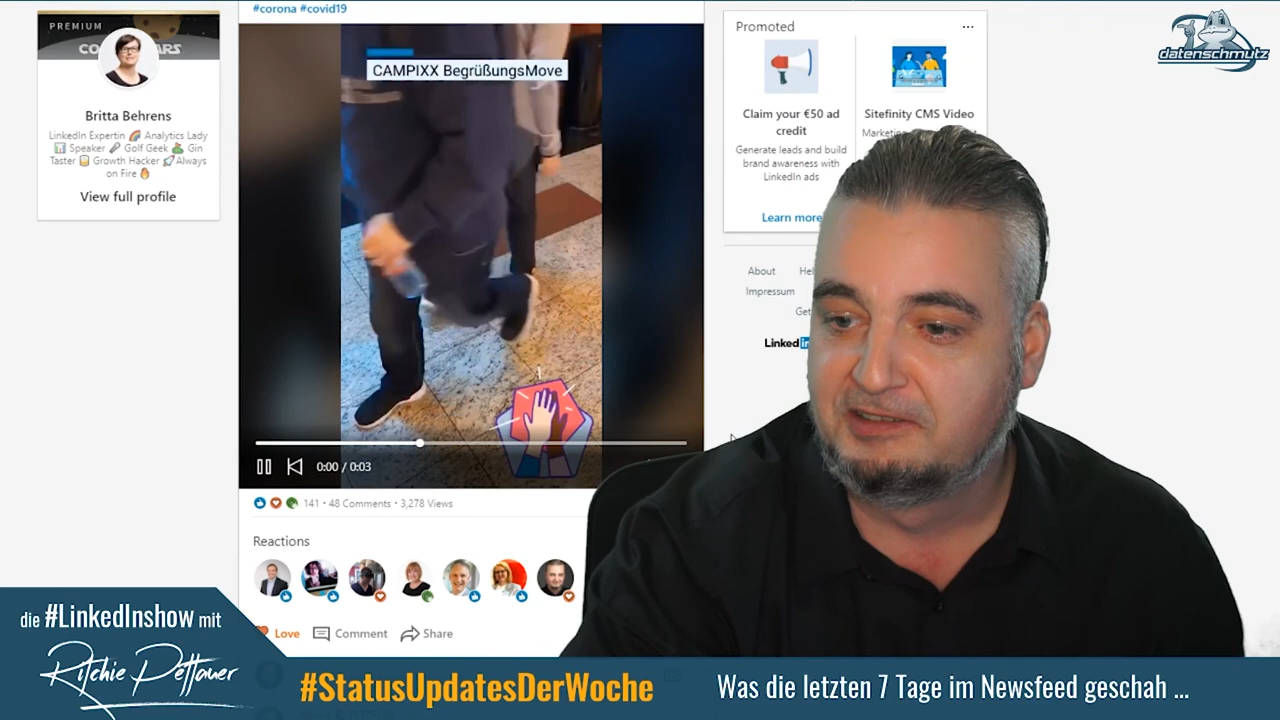 #corona #covid19
PREMIUM
Britta Behrens
LinkedIn Expertin 🌈 Analytics Lady
📊 Speaker 🎤 Golf Geek ⛳ Gin
Taster 🥃 Growth Hacker 🚀Always
on Fire 🔥
View full profile
CAMPIXX BegrüßungsMove
0:00 / 0:03
141 • 48 Comments • 3,278 Views
Reactions
Love
Comment
Share
Promoted
Claim your €50 ad
credit
Generate leads and build
brand awareness with
LinkedIn ads
Learn more
Sitefinity CMS Video
About
Impressum
Linked in
datenschmutz
die #LinkedInshow mit
Ritchie Pettauer
#StatusUpdatesDerWoche
Was die letzten 7 Tage im Newsfeed geschah ...